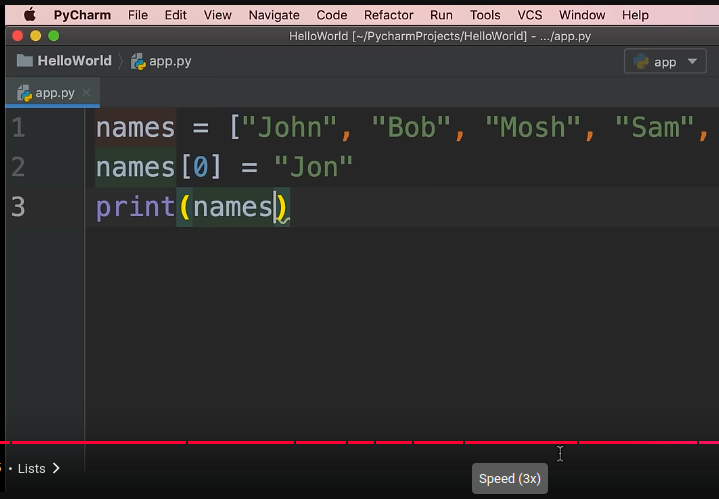 PyCharm File Edit View Navigate Code Refactor Run Tools VCS Window Help
HelloWorld [~/PycharmProjects/HelloWorld] - .../app.py
HelloWorld app.py app
app.py
1 names = ["John", "Bob", "Mosh", "Sam",
2 names[0] = "Jon"
3 print(names)
• Lists
Speed (3x)